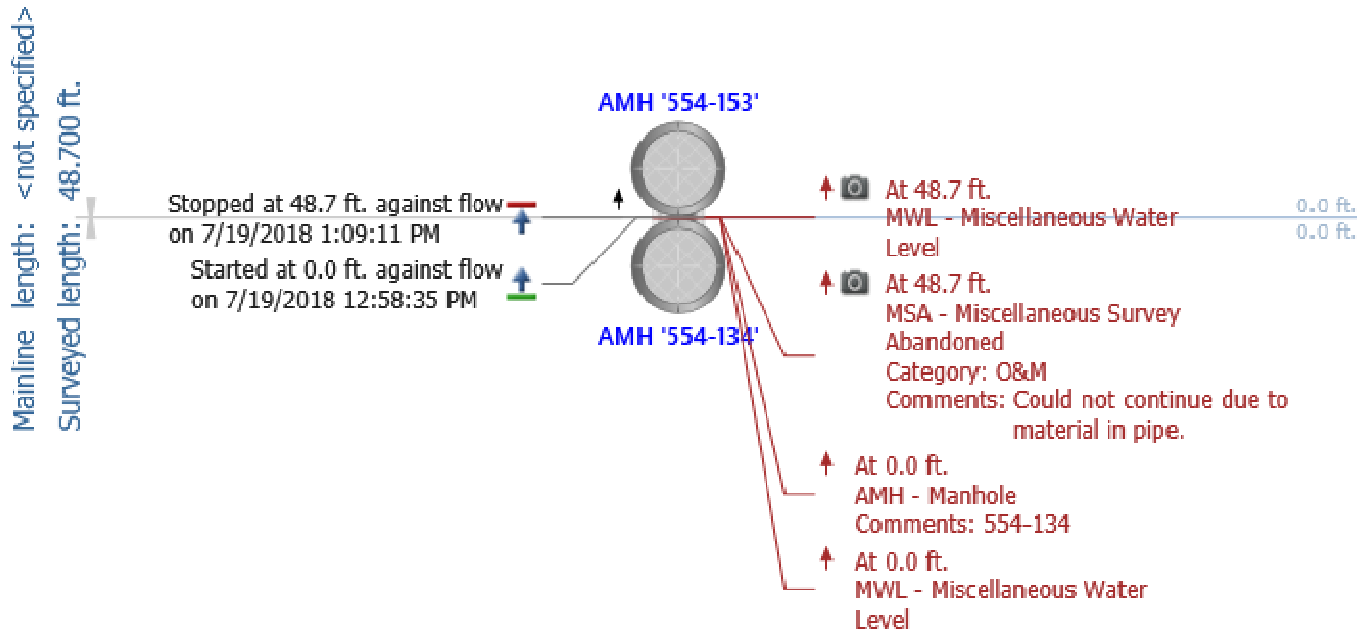 Mainline length: <not specified>
Surveyed length: 48.700 ft.
AMH '554-153'
Stopped at 48.7 ft. against flow
on 7/19/2018 1:09:11 PM
Started at 0.0 ft. against flow
on 7/19/2018 12:58:35 PM
AMH '554-134'
At 48.7 ft.
MWL - Miscellaneous Water
Level
0.0 ft.
0.0 ft.
At 48.7 ft.
MSA - Miscellaneous Survey
Abandoned
Category: O&M
Comments: Could not continue due to
material in pipe.
At 0.0 ft.
AMH - Manhole
Comments: 554-134
At 0.0 ft.
MWL - Miscellaneous Water
Level